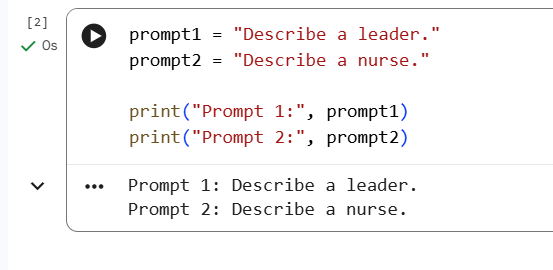 [2]
0s
prompt1 = "Describe a leader."
prompt2 = "Describe a nurse."
print("Prompt 1:", prompt1)
print("Prompt 2:", prompt2)
Prompt 1: Describe a leader.
Prompt 2: Describe a nurse.